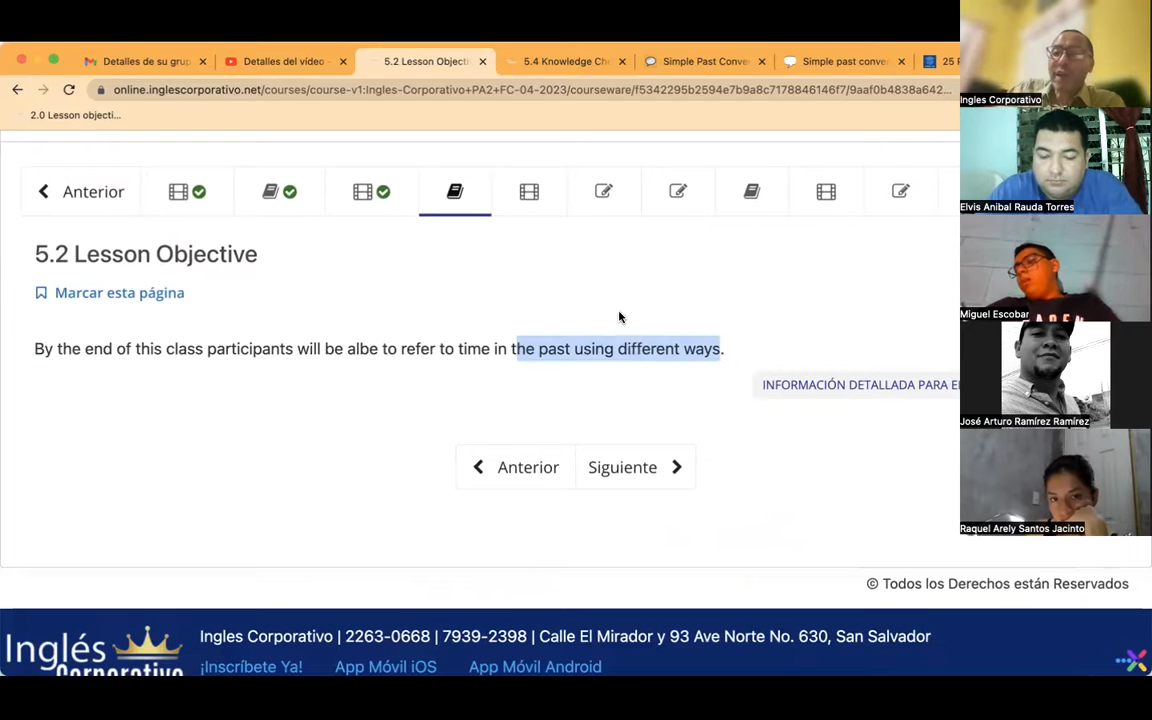 Detalles de su grup
Detalles del vídeo -
5.2 Lesson Objecti
5.4 Knowledge Ch
Simple Past Conve
Simple past conve
25 F
online.inglescorporativo.net/courses/course-v1:Ingles-Corporativo+PA2+FC-04-2023/courseware/f5342295b2594e7b9a8c7178846146f7/9aaf0b4838a642...
2.0 Lesson objecti...
Anterior
5.2 Lesson Objective
Marcar esta página
By the end of this class participants will be albe to refer to time in the past using different ways.
INFORMACIÓN DETALLADA PARA E
Anterior
Siguiente
© Todos los Derechos están Reservados
Inglés
Corporativo
Ingles Corporativo | 2263-0668 | 7939-2398 | Calle El Mirador y 93 Ave Norte No. 630, San Salvador
¡Inscríbete Ya!
App Móvil iOS
App Móvil Android
Ingles Corporativo
Elvis Anibal Rauda Torres
Miguel Escobar
José Arturo Ramírez Ramírez
Raquel Arely Santos Jacinto